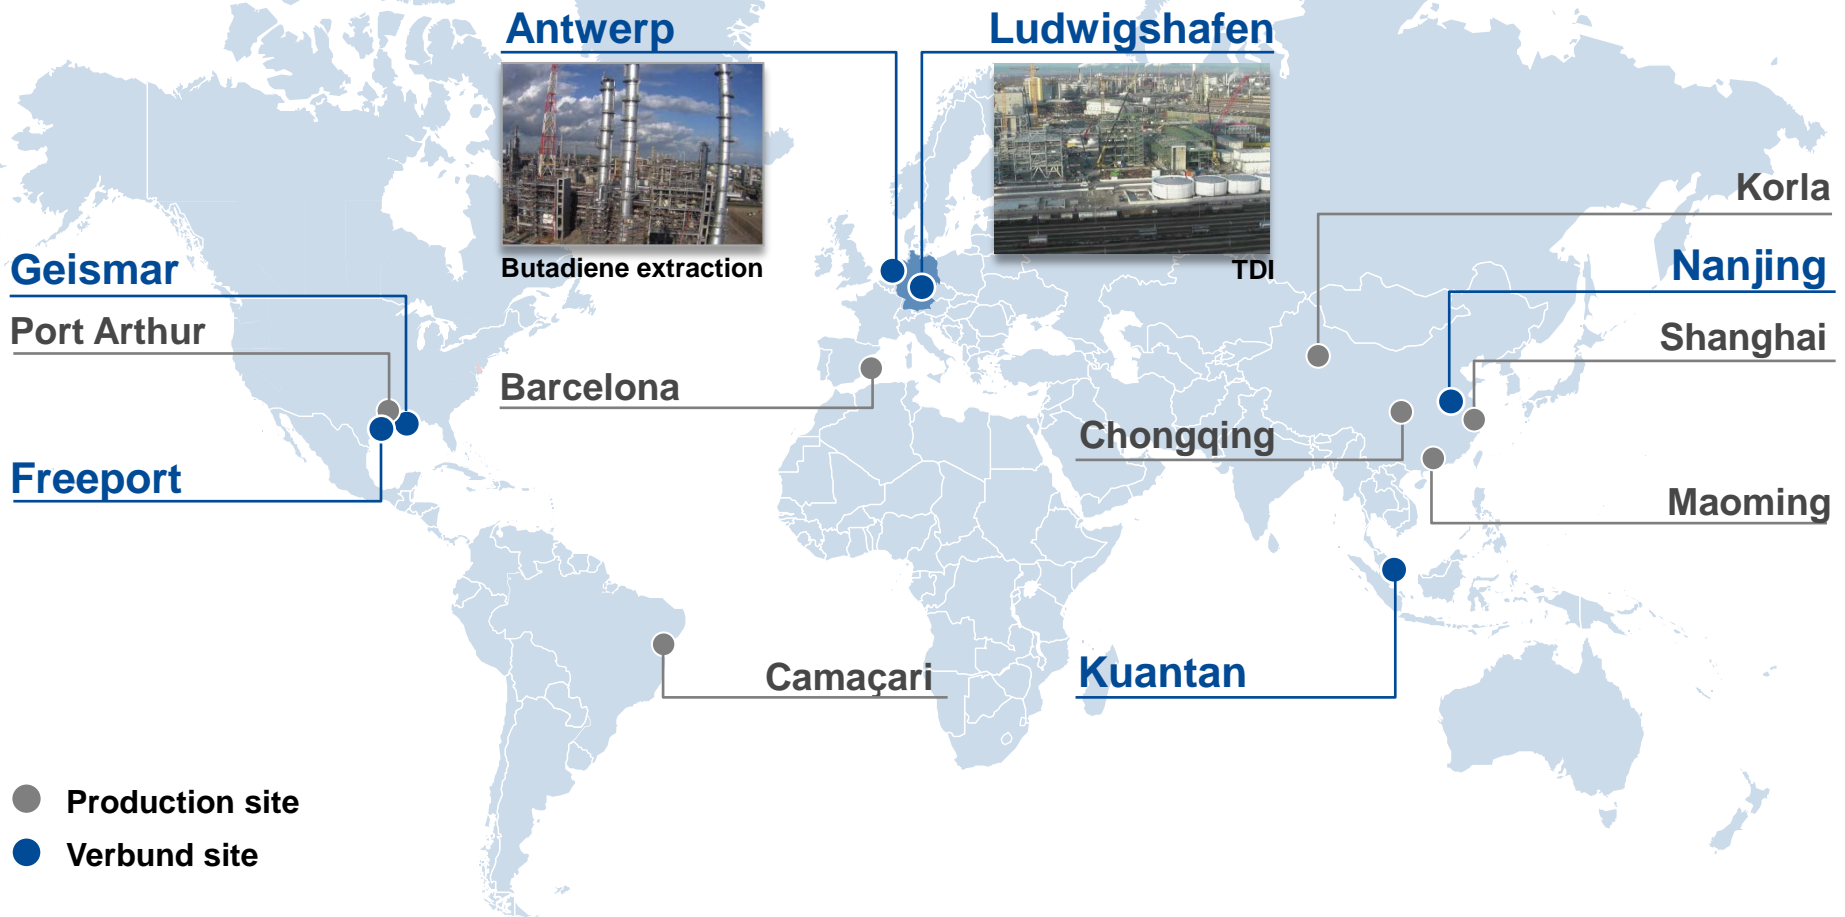 Antwerp
Ludwigshafen
Butadiene extraction
TDI
Korla
Geismar
Nanjing
Port Arthur
Shanghai
Barcelona
Chongqing
Freeport
Maoming
Camaçari
Kuantan
Production site
Verbund site